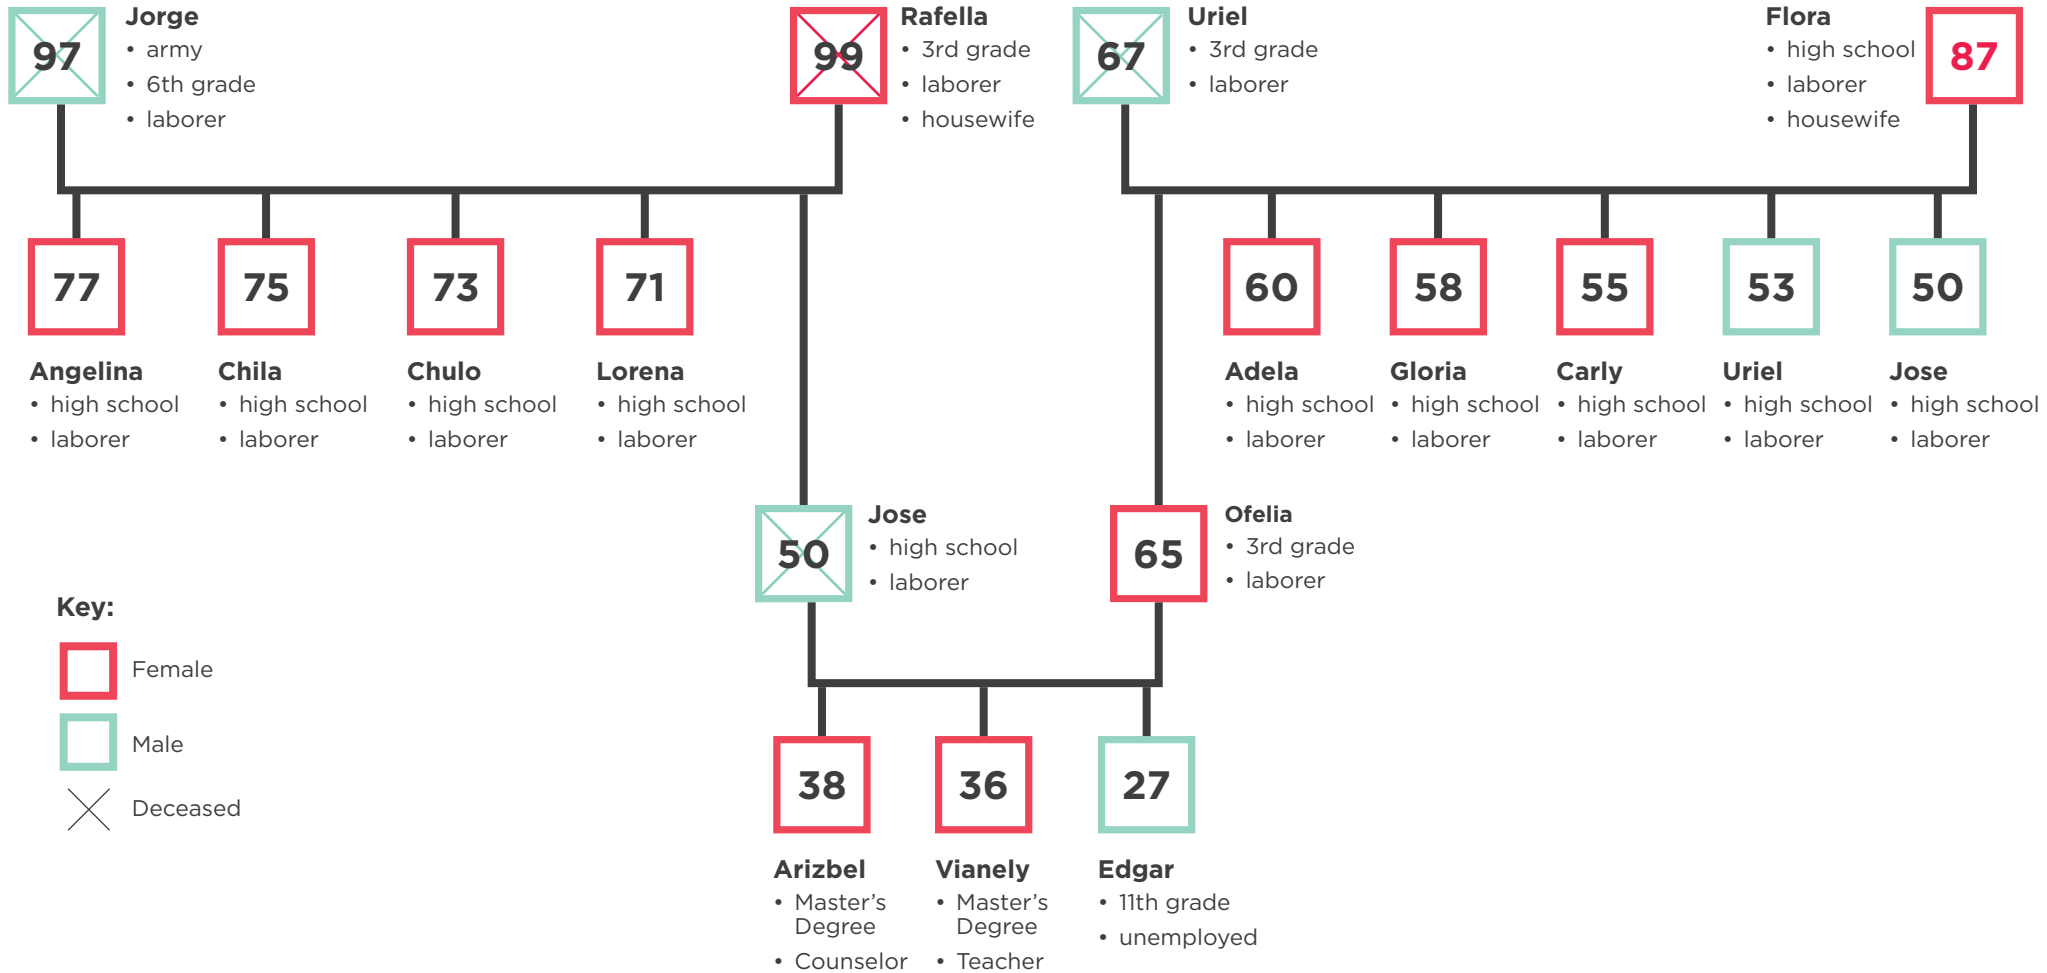 97
Jorge
• army
• 6th grade
• laborer
99
Rafella
• 3rd grade
• laborer
• housewife
67
Uriel
• 3rd grade
• laborer
Flora
• high school
• laborer
• housewife
87
77
Angelina
• high school
• laborer
75
Chila
• high school
• laborer
73
Chulo
• high school
• laborer
71
Lorena
• high school
• laborer
60
Adela
• high school
• laborer
58
Gloria
• high school
• laborer
55
Carly
• high school
• laborer
53
Uriel
• high school
• laborer
50
Jose
• high school
• laborer
50
Jose
• high school
• laborer
65
Ofelia
• 3rd grade
• laborer
Key:
Female
Male
Deceased
38
Arizbel
• Master’s
Degree
• Counselor
36
Vianely
• Master’s
Degree
• Teacher
27
Edgar
• 11th grade
• unemployed